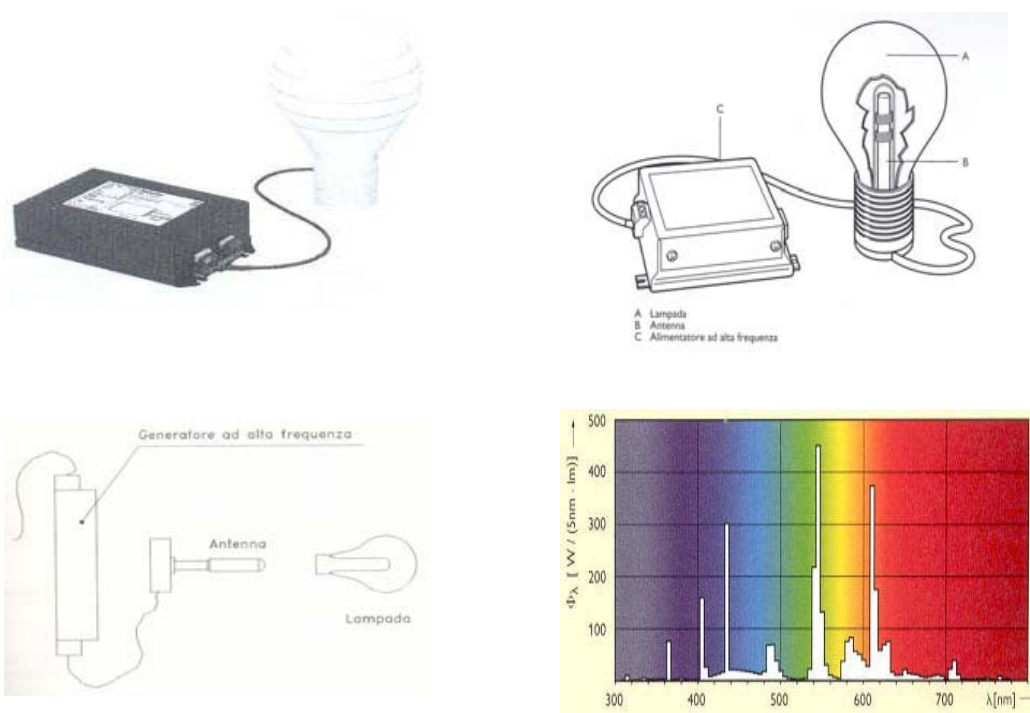 A
C
B
A Lampada
B Antenna
C Alimentatore ad alta frequenza
Generatore ad alta frequenza
Antenna
Lampada
Φλ [ W / (5nm · lm)]
500
400
300
200
100
300 400 500 600 700 λ[nm]